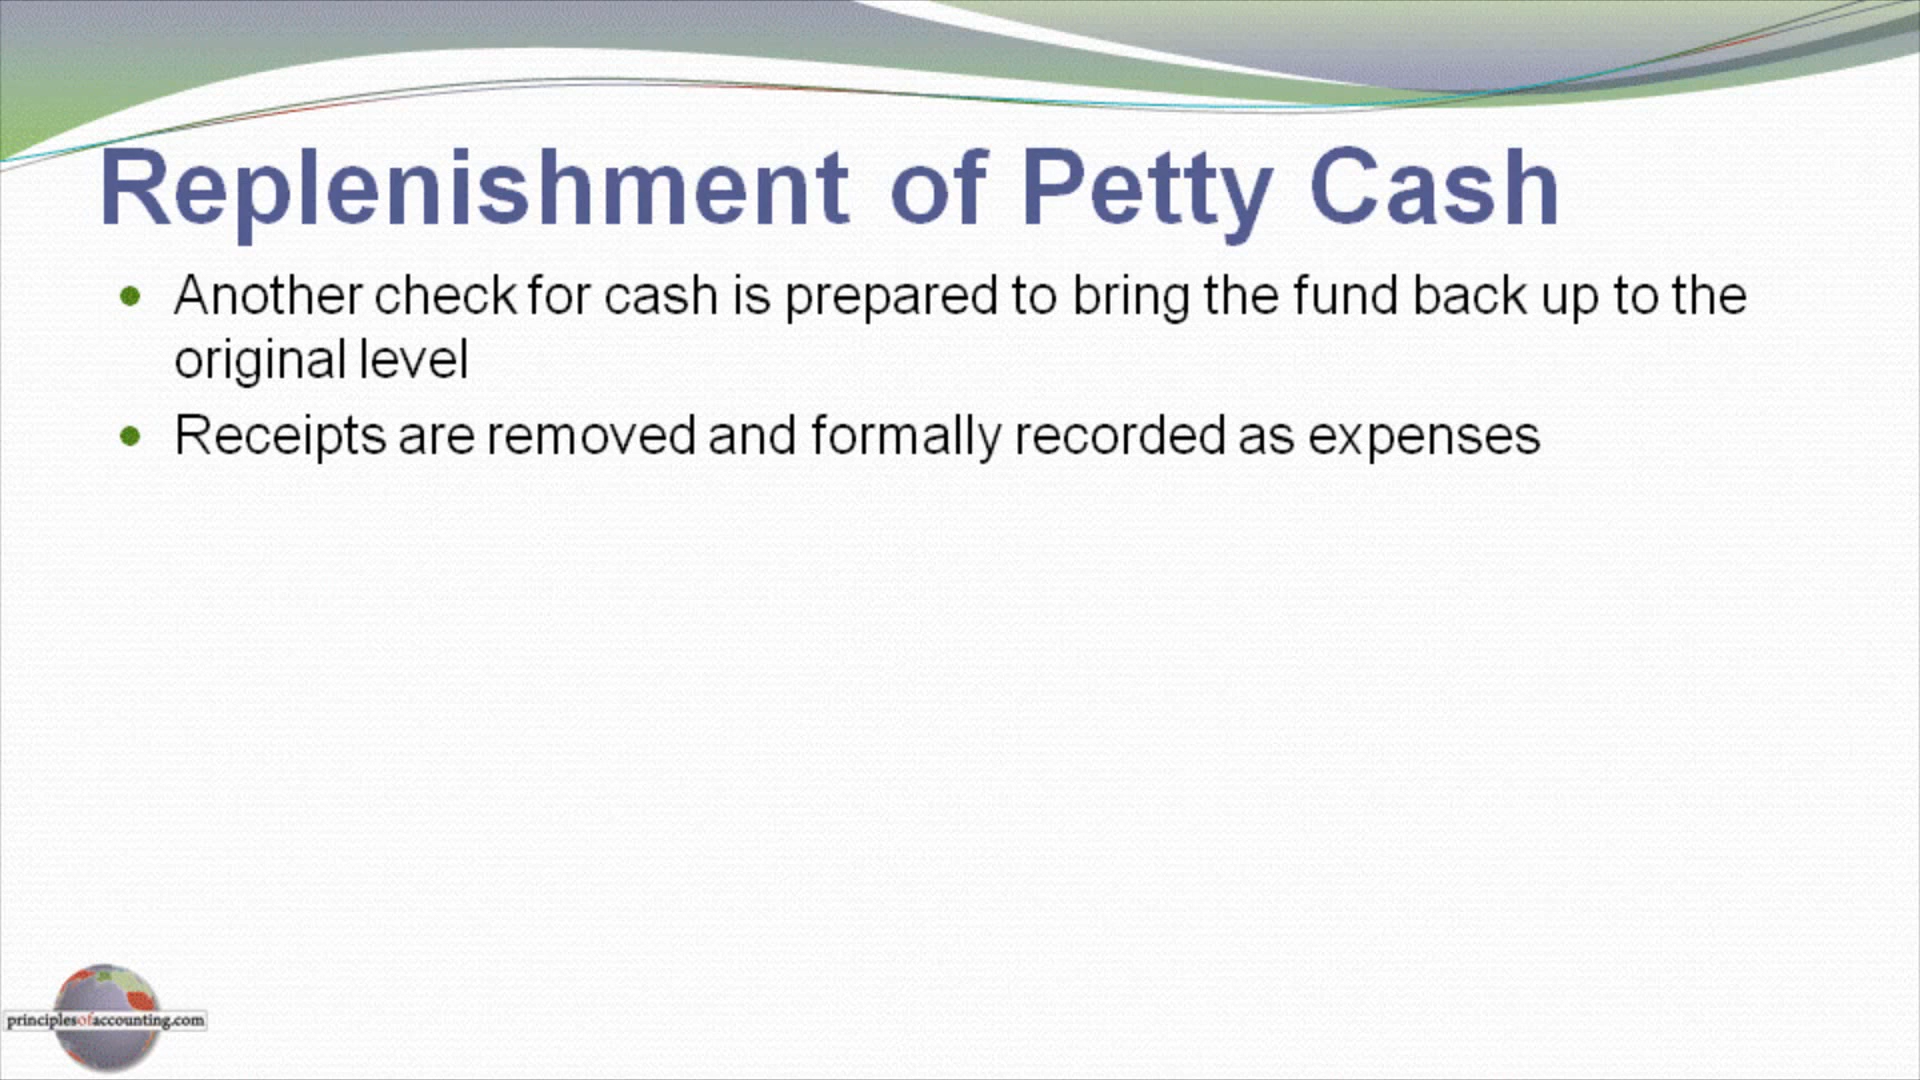 Replenishment of Petty Cash
• Another check for cash is prepared to bring the fund back up to the
original level
• Receipts are removed and formally recorded as expenses
principlesofaccounting.com